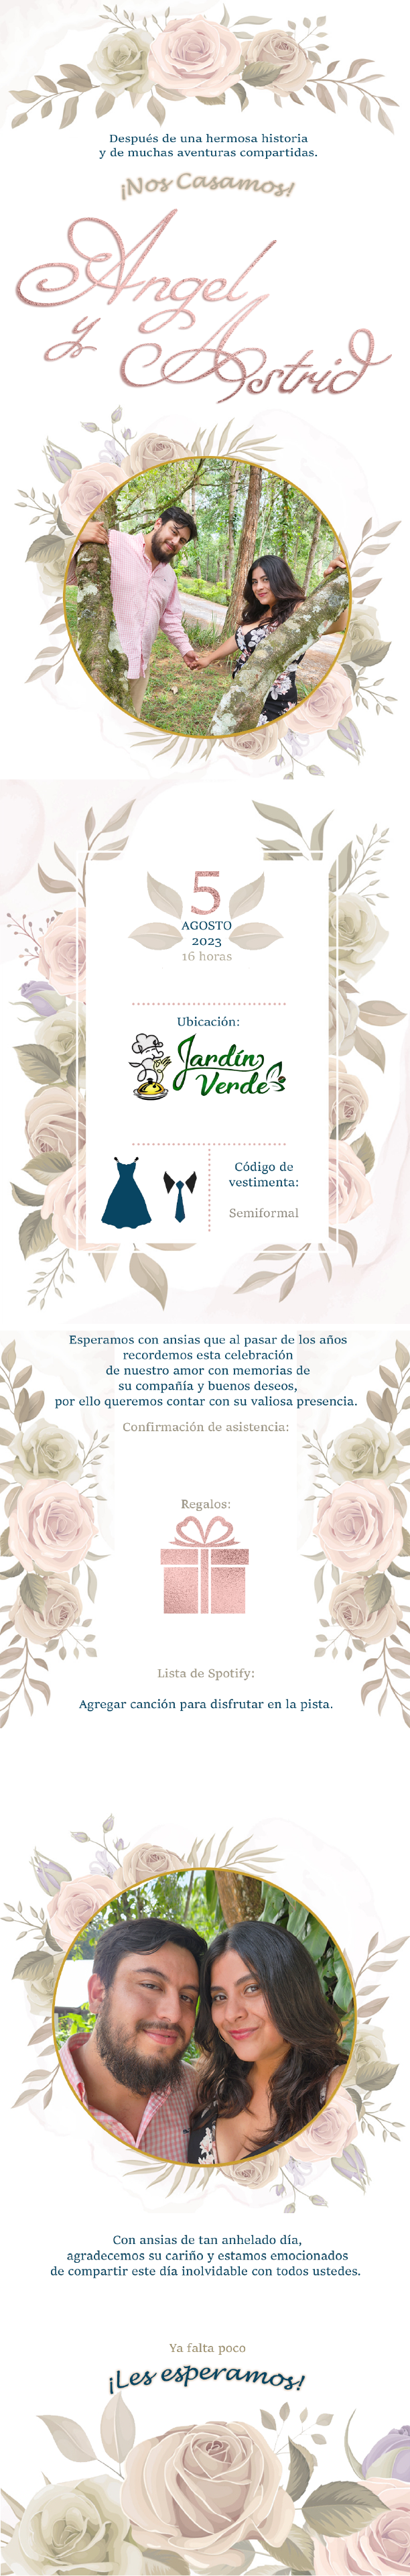 Después de una hermosa historia
y de muchas aventuras compartidas.
¡Nos Casamos!
Angel
y Astrid
5
AGOSTO
2023
16 horas
Ubicación:
Jardín
Verde
Código de
vestimenta:
Semiformal
Esperamos con ansias que al pasar de los años
recordemos esta celebración
de nuestro amor con memorias de
su compañía y buenos deseos,
por ello queremos contar con su valiosa presencia.
Confirmación de asistencia:
Regalos:
Lista de Spotify:
Agregar canción para disfrutar en la pista.
Con ansias de tan anhelado día,
agradecemos su cariño y estamos emocionados
de compartir este día inolvidable con todos ustedes.
Ya falta poco
¡Les esperamos!